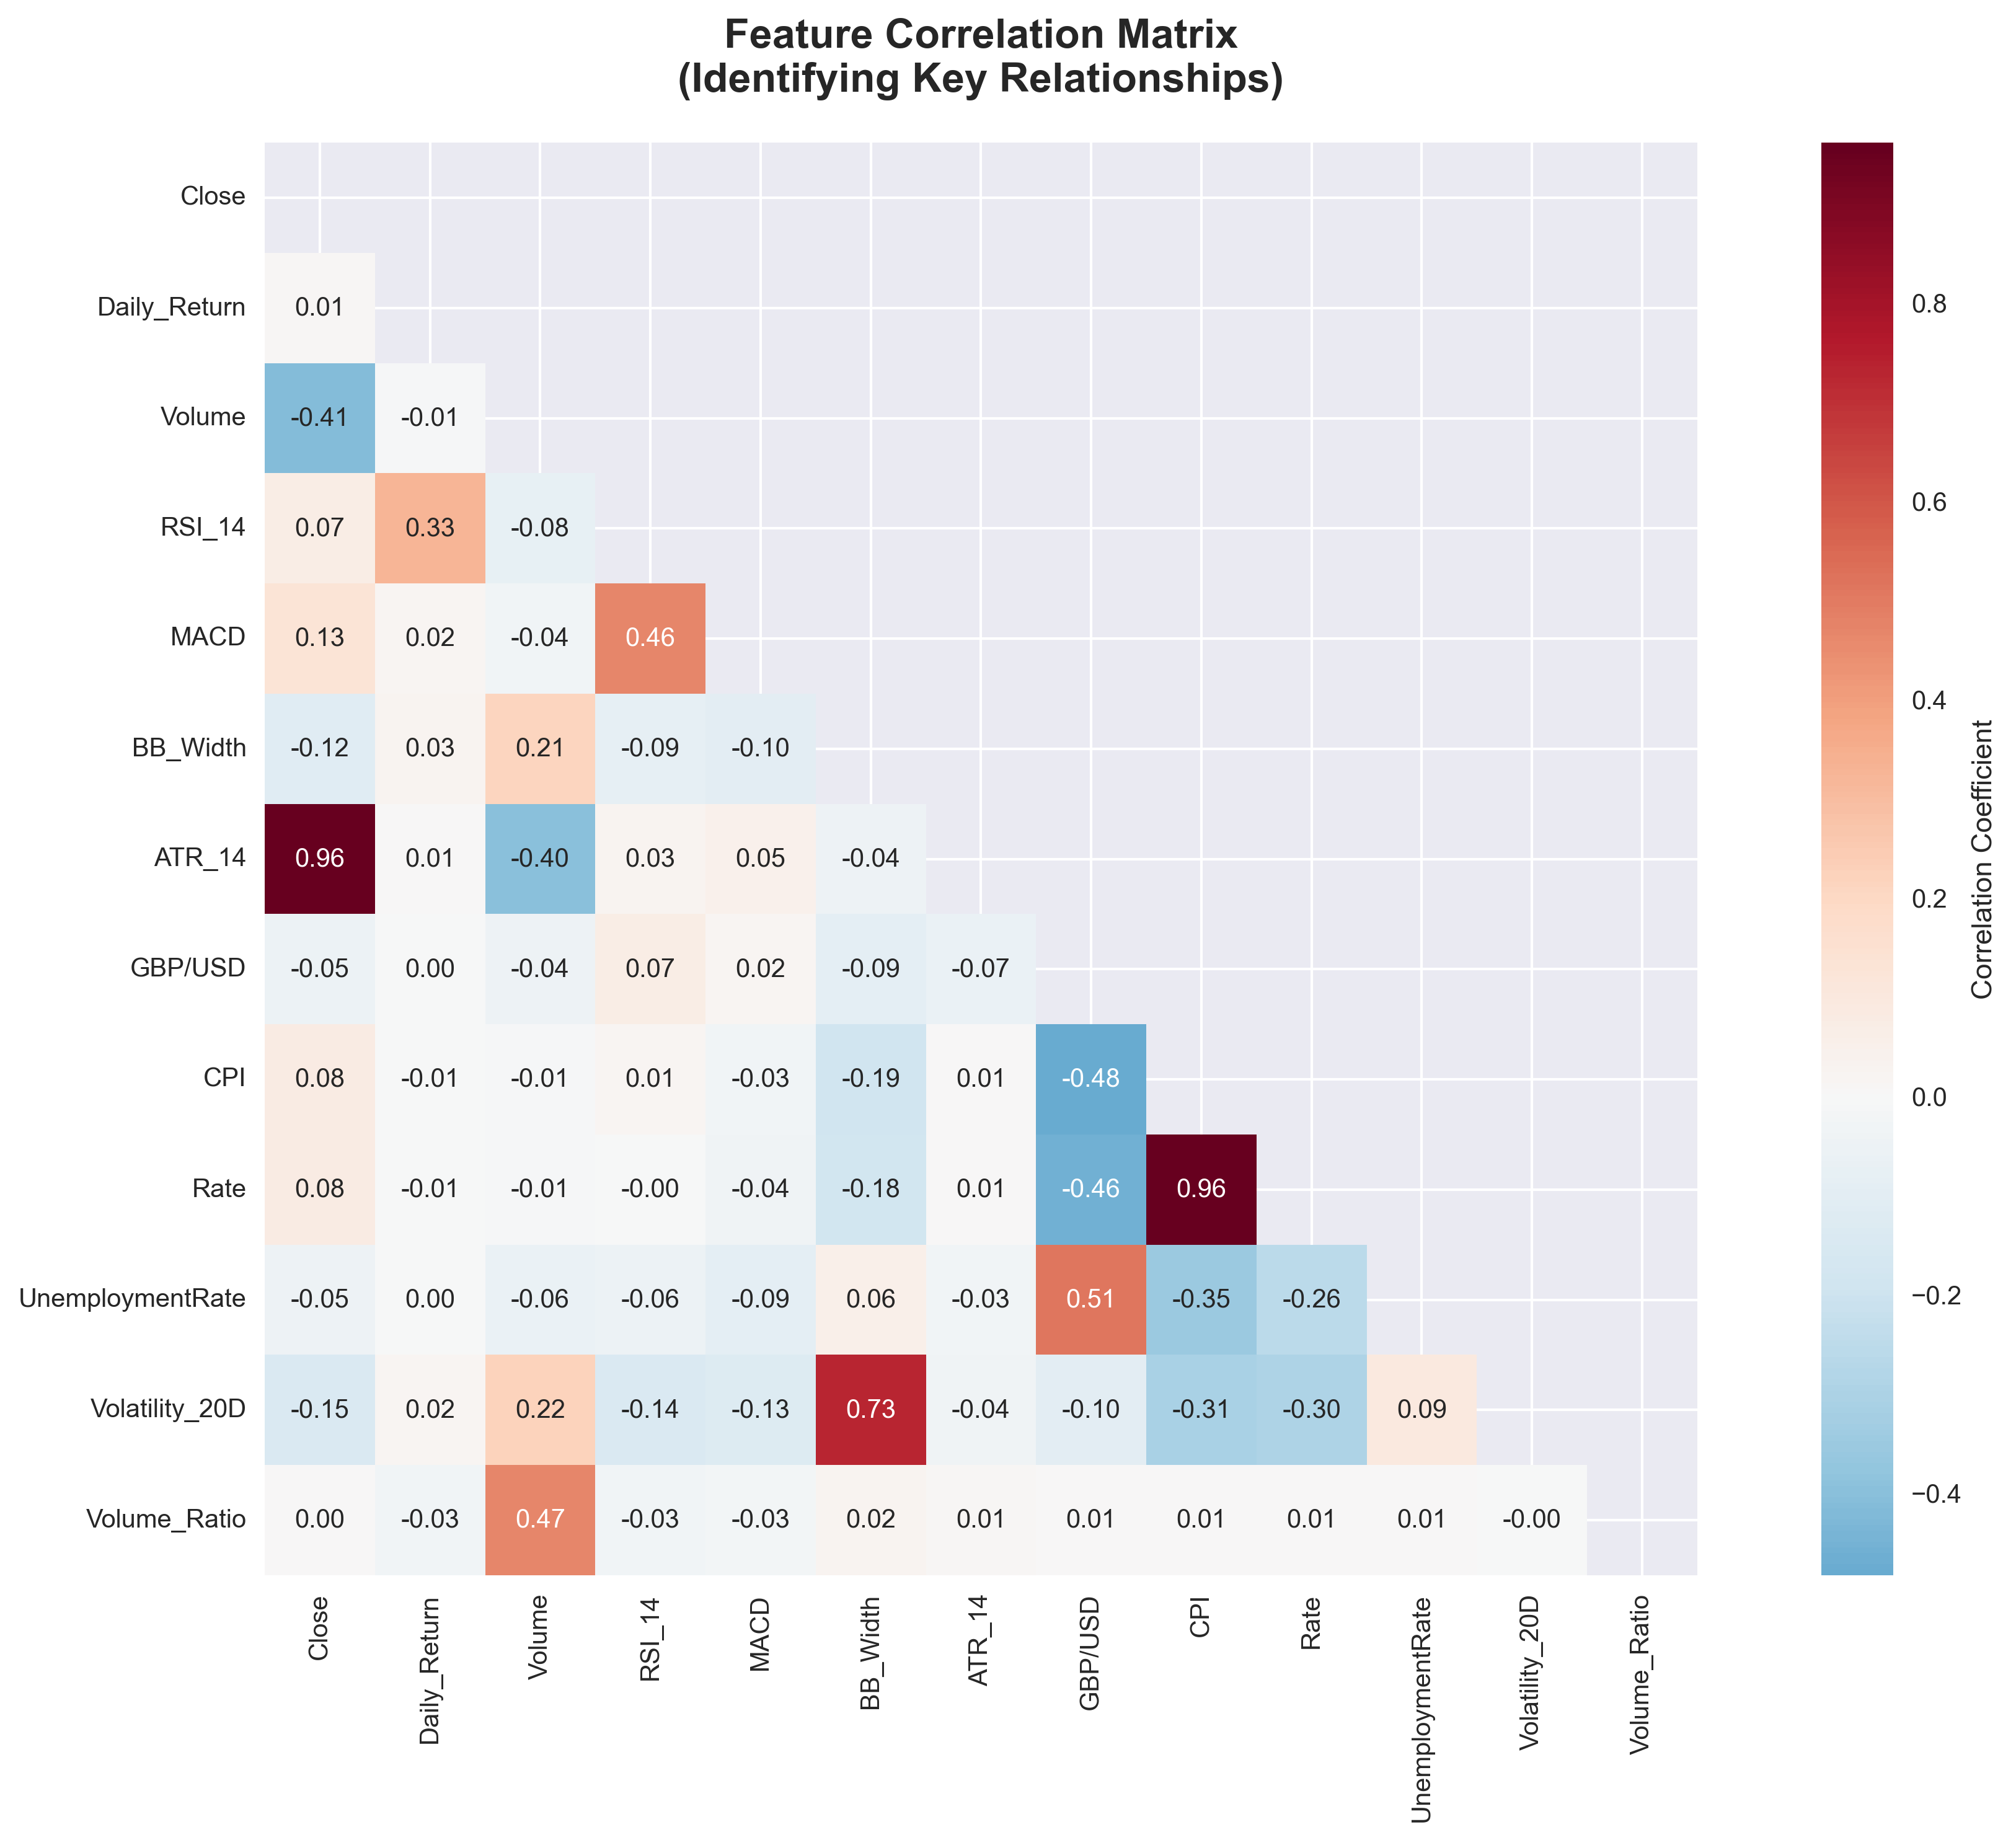 Feature Correlation Matrix
(Identifying Key Relationships)
Close
Daily_Return 0.01
Volume -0.41 -0.01
RSI_14 0.07 0.33 -0.08
MACD 0.13 0.02 -0.04 0.46
BB_Width -0.12 0.03 0.21 -0.09 -0.10
ATR_14 0.96 0.01 -0.40 0.03 0.05 -0.04
GBP/USD -0.05 0.00 -0.04 0.07 0.02 -0.09 -0.07
CPI 0.08 -0.01 -0.01 0.01 -0.03 -0.19 0.01 -0.48
Rate 0.08 -0.01 -0.01 -0.00 -0.04 -0.18 0.01 -0.46 0.96
UnemploymentRate -0.05 0.00 -0.06 -0.06 -0.09 0.06 -0.03 0.51 -0.35 -0.26
Volatility_20D -0.15 0.02 0.22 -0.14 -0.13 0.73 -0.04 -0.10 -0.31 -0.30 0.09
Volume_Ratio 0.00 -0.03 0.47 -0.03 -0.03 0.02 0.01 0.01 0.01 0.01 0.01 -0.00
Close
Daily_Return
Volume
RSI_14
MACD
BB_Width
ATR_14
GBP/USD
CPI
Rate
UnemploymentRate
Volatility_20D
Volume_Ratio
0.8
0.6
0.4
0.2
0.0
−0.2
−0.4
Correlation Coefficient